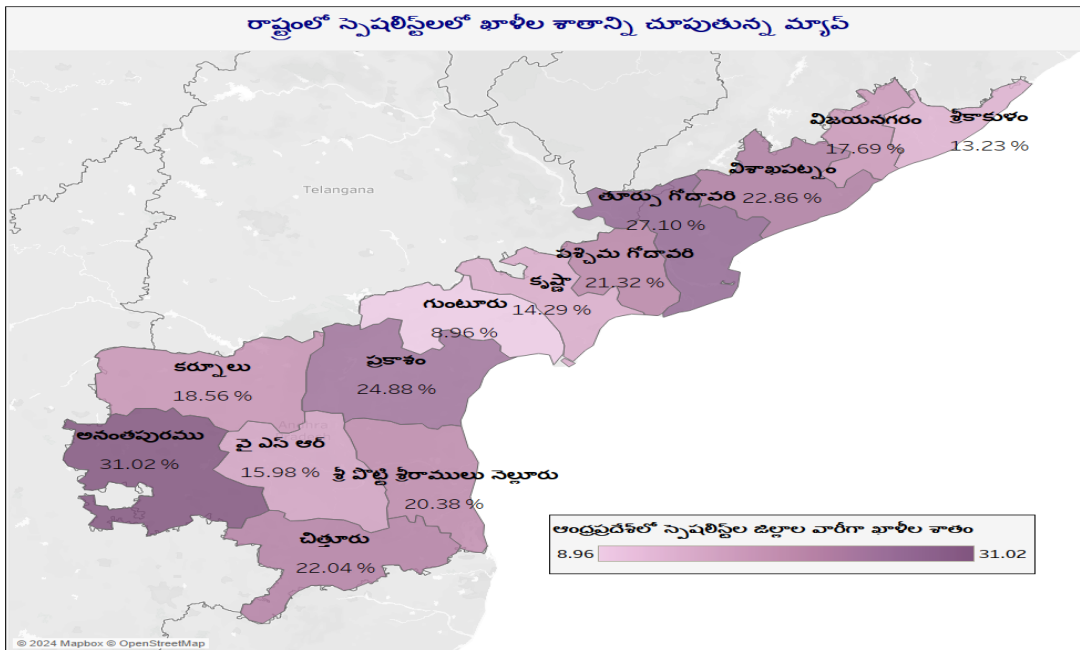 రాష్ట్రంలో స్పెషలిస్ట్‌లలో ఖాళీల శాతాన్ని చూపుతున్న మ్యాప్
విజయనగరం
17.69 %
శ్రీకాకుళం
13.23 %
విశాఖపట్నం
22.86 %
Telangana
తూర్పు గోదావరి
27.10 %
పశ్చిమ గోదావరి
21.32 %
కృష్ణా
14.29 %
గుంటూరు
8.96 %
ప్రకాశం
24.88 %
కర్నూలు
18.56 %
Andhra
అనంతపురము
31.02 %
వై ఎస్ ఆర్
15.98 %
శ్రీ పొట్టి శ్రీరాములు నెల్లూరు
20.38 %
చిత్తూరు
22.04 %
ఆంధ్రప్రదేశ్‌లో స్పెషలిస్ట్‌ల జిల్లాల వారీగా ఖాళీల శాతం
8.96 31.02
© 2024 Mapbox © OpenStreetMap